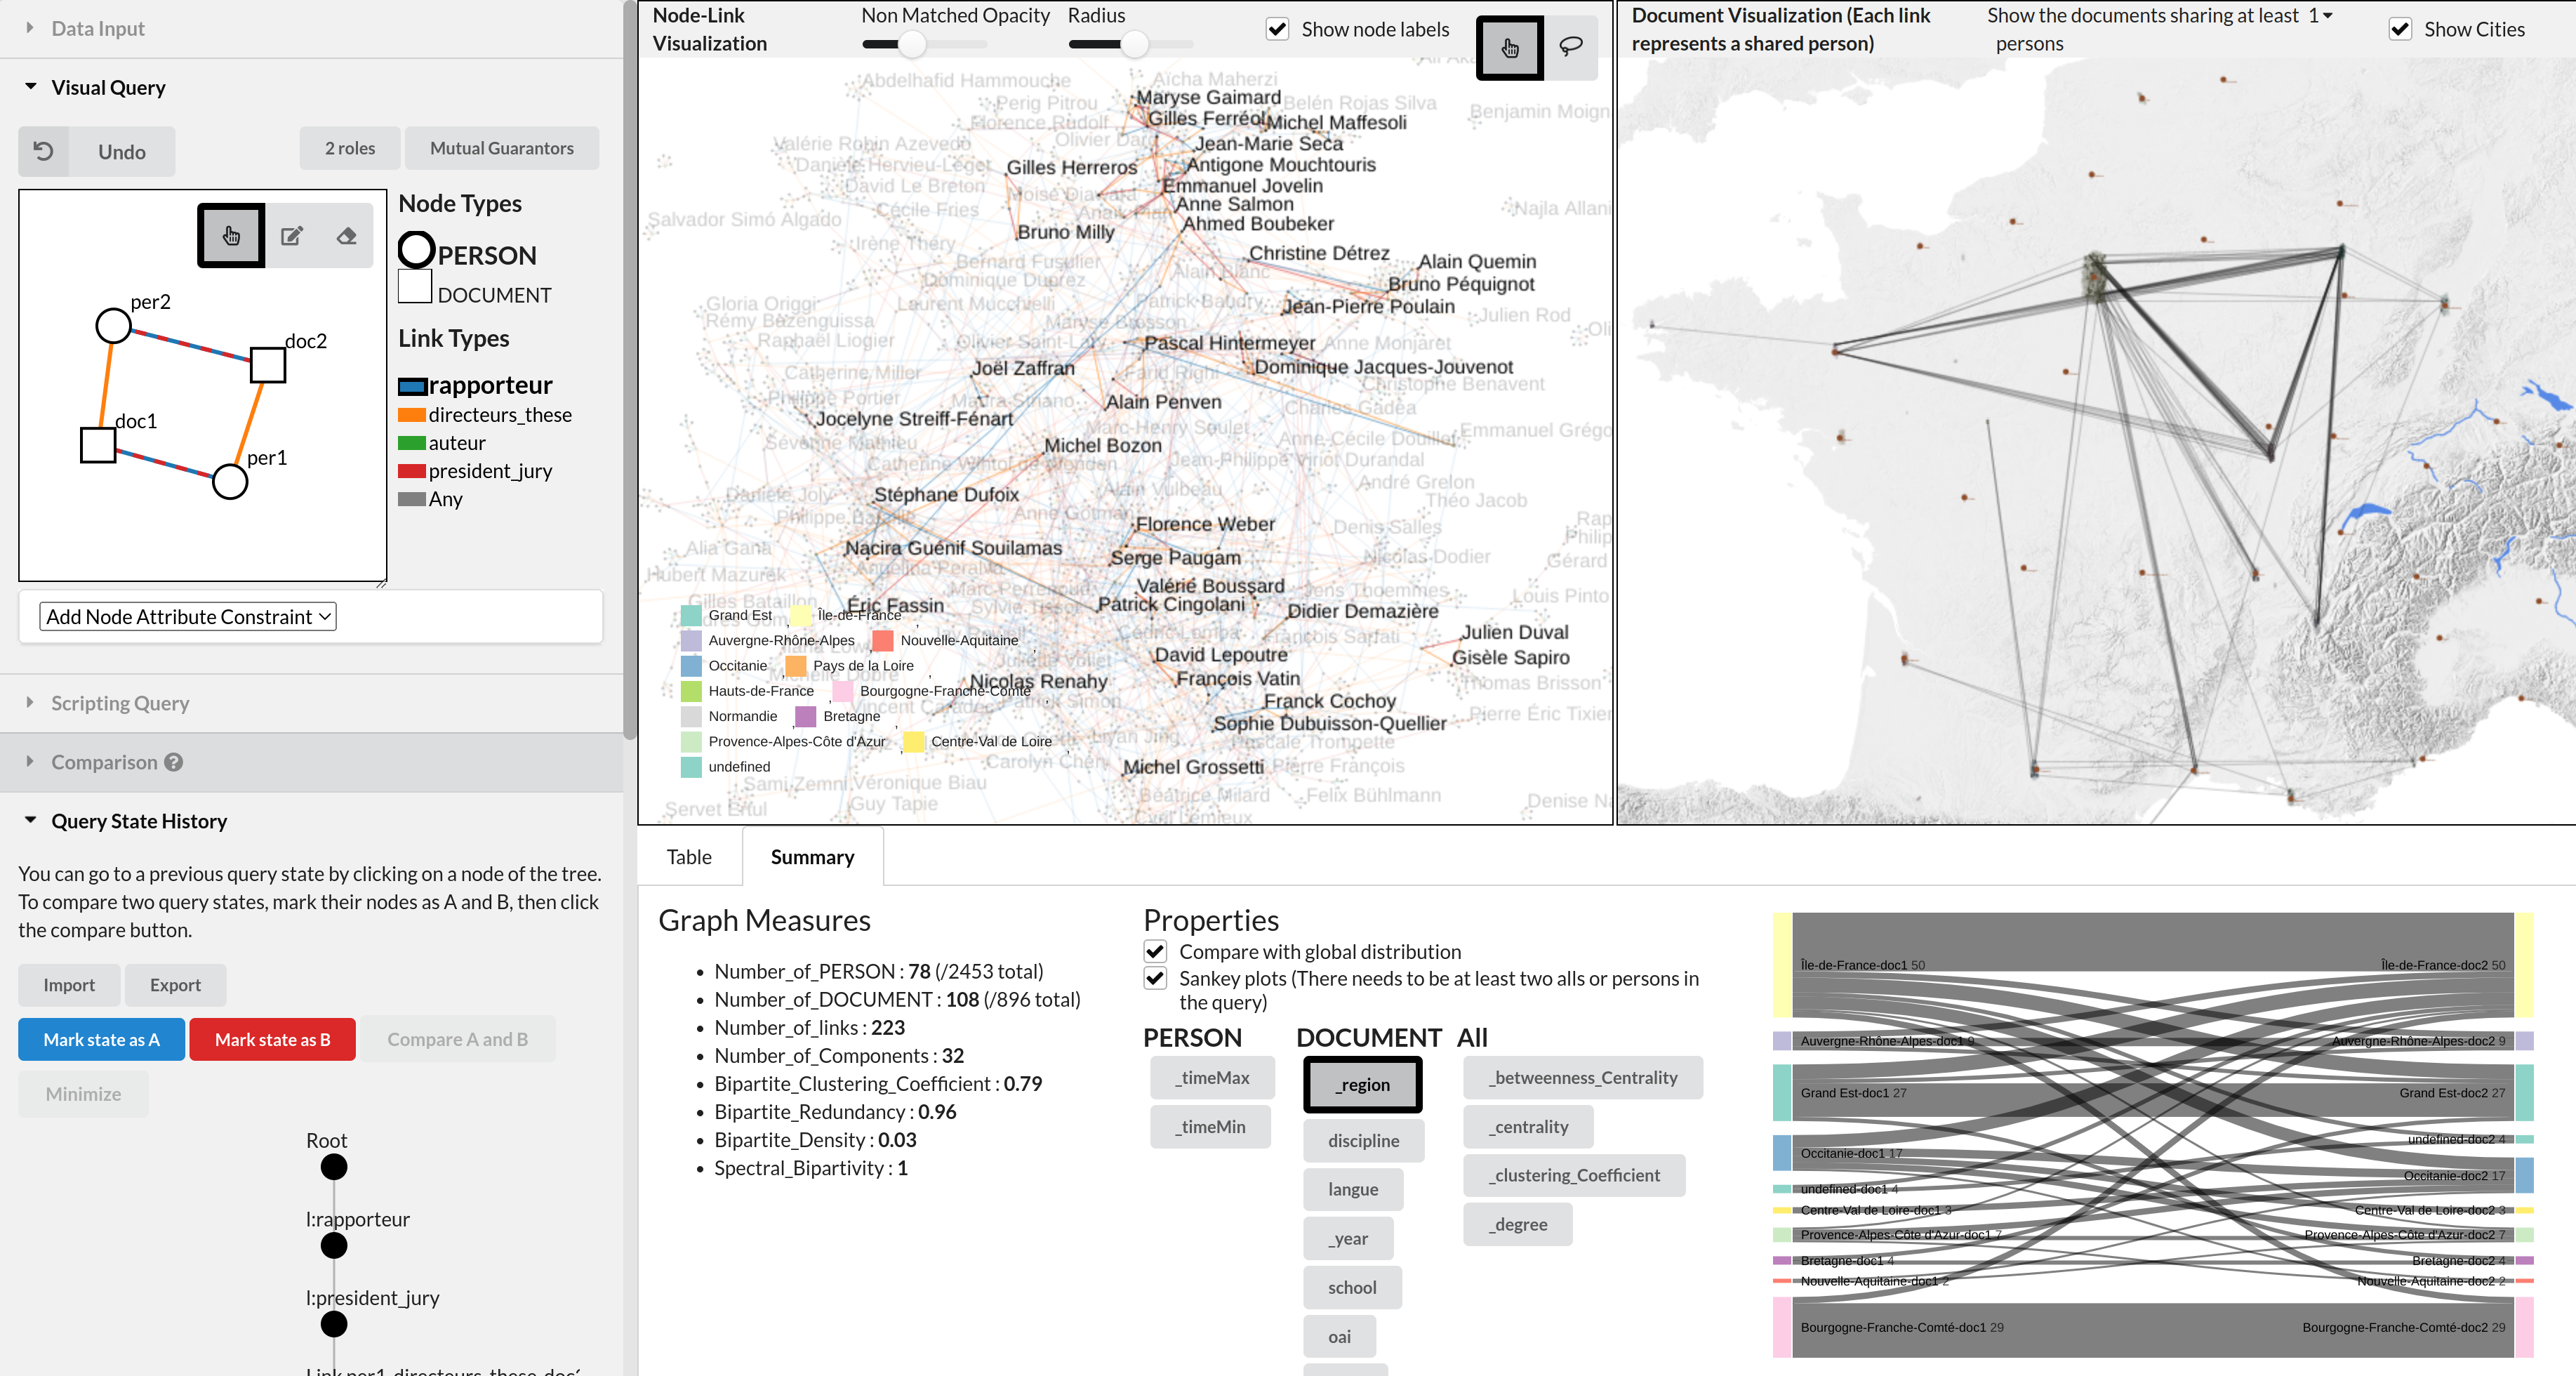 Data Input
Visual Query
Undo
2 roles
Mutual Guarantors
per2
doc2
doc1
per1
Node Types
PERSON
DOCUMENT
Link Types
rapporteur
directeurs_these
auteur
president_jury
Any
Add Node Attribute Constraint
Scripting Query
Comparison
Query State History
You can go to a previous query state by clicking on a node of the tree.
To compare two query states, mark their nodes as A and B, then click
the compare button.
Import
Export
Mark state as A
Mark state as B
Compare A and B
Minimize
Root
l:rapporteur
l:president_jury
Node-Link
Visualization
Non Matched Opacity
Radius
Show node labels
Abdelhafid Hammouche
Aïcha Maherzi
Maryse Gaimard
Perig Pitrou
Belén Rojas Silva
Benjamin Moign
Gilles Ferréol
Michel Maffesoli
Florence Rudolf
Valérie Robin Azevedo
Jean-Marie Seca
Gilles Herreros
Antigone Mouchtouris
David Le Breton
Emmanuel Jovelin
Anne Salmon
Cécile Fries
Najla Allani
Salvador Simó Algado
Ahmed Boubeker
Bruno Milly
Irène Théry
Christine Détrez
Bernard Fusulier
Alain Quemin
Alain Blanc
Dominique Duprez
Bruno Péquignot
Gloria Origgi
Laurent Mucchielli
Patrick Baudry
Jean-Pierre Poulain
Julien Rod
Rémy Bazenguissa
Raphaël Liogier
Pascal Hintermeyer
Anne Monjaret
Joël Zaffran
Farid Righi
Dominique Jacques-Jouvenot
Catherine Miller
Christophe Benavent
Philippe Portier
Alain Penven
Charles Gadéa
Jocelyne Streiff-Fénart
Marc-Henry Soulet
Emmanuel Grégo
Séverine Mathieu
Michel Bozon
Anne-Cécile Douillet
Catherine Wihtol de Wenden
Jean-Philippe Viriot Durandal
André Grelon
Danièle Joly
Stéphane Dufoix
Alain Vulbeau
Théo Jacob
Anne Gotman
Florence Weber
Denis Salles
Alia Gana
Nacira Guénif Souilamas
Serge Paugam
Nicolas Dodier
Gérard
Hubert Mazurek
Angelina Peralva
Valérie Boussard
Jens Thoemmes
Louis Pinto
Gilles Bataillon
Éric Fassin
Patrick Cingolani
Didier Demazière
François Sarfati
Julien Duval
David Lepoutre
Gisèle Sapiro
Nicolas Renahy
François Vatin
Thomas Brisson
Vincent Caradec
Patrick Simon
Franck Cochoy
Sophie Dubuisson-Quellier
Pierre Éric Tixier
Liyan Jing
Pascale Trompette
Carolyn Chen
Michel Grossetti
Pierre François
Sami Zemni
Véronique Biau
Béatrice Milard
Felix Bühlmann
Servet Ertul
Guy Tapie
Denise Na
Cyril Lemieux
Grand Est
Île-de-France
Auvergne-Rhône-Alpes
Nouvelle-Aquitaine
Occitanie
Pays de la Loire
Hauts-de-France
Bourgogne-Franche-Comté
Normandie
Bretagne
Provence-Alpes-Côte d'Azur
Centre-Val de Loire
undefined
Document Visualization (Each link
represents a shared person)
Show the documents sharing at least 1
persons
Show Cities
Table
Summary
Graph Measures
Number_of_PERSON : 78 (/2453 total)
Number_of_DOCUMENT : 108 (/896 total)
Number_of_links : 223
Number_of_Components : 32
Bipartite_Clustering_Coefficient : 0.79
Bipartite_Redundancy : 0.96
Bipartite_Density : 0.03
Spectral_Bipartivity : 1
Properties
Compare with global distribution
Sankey plots (There needs to be at least two alls or persons in
the query)
PERSON
_timeMax
_timeMin
DOCUMENT
_region
discipline
langue
_year
school
oai
All
_betweenness_Centrality
_centrality
_clustering_Coefficient
_degree
Île-de-France-doc1 50
Île-de-France-doc2 50
Auvergne-Rhône-Alpes-doc1 9
Auvergne-Rhône-Alpes-doc2 9
Grand Est-doc1 27
Grand Est-doc2 27
undefined-doc2 4
Occitanie-doc1 17
Occitanie-doc2 17
undefined-doc1 4
Centre-Val de Loire-doc1 3
Centre-Val de Loire-doc2 3
Provence-Alpes-Côte d'Azur-doc1 7
Provence-Alpes-Côte d'Azur-doc2 7
Bretagne-doc1 4
Bretagne-doc2 4
Nouvelle-Aquitaine-doc1 2
Nouvelle-Aquitaine-doc2 2
Bourgogne-Franche-Comté-doc1 29
Bourgogne-Franche-Comté-doc2 29